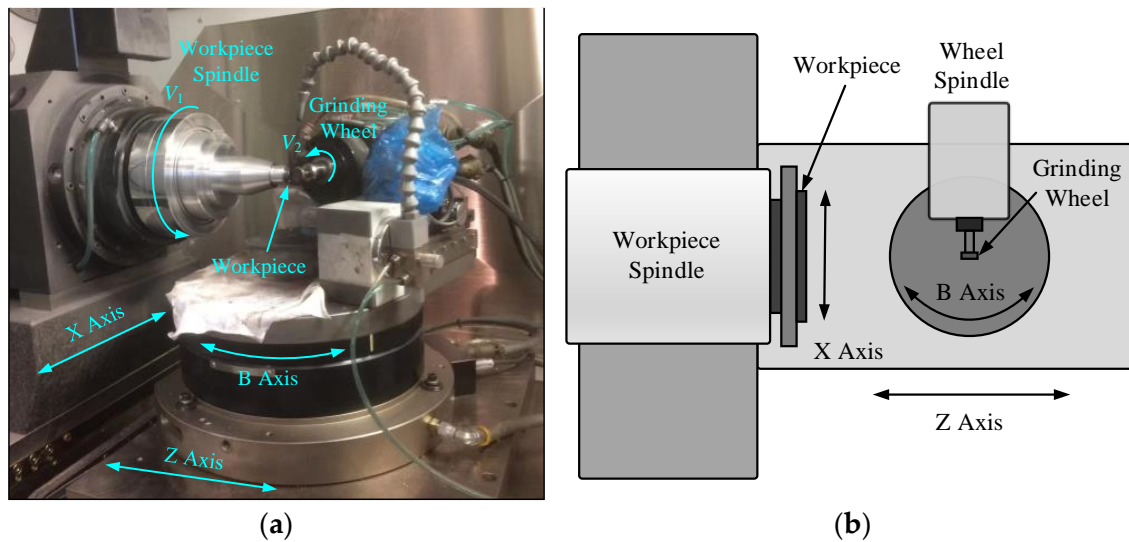 Workpiece
Spindle
V1
Grinding
Wheel
V2
Workpiece
X Axis
B Axis
Z Axis
(a)
Workpiece
Wheel
Spindle
Grinding
Wheel
Workpiece
Spindle
B Axis
X Axis
Z Axis
(b)